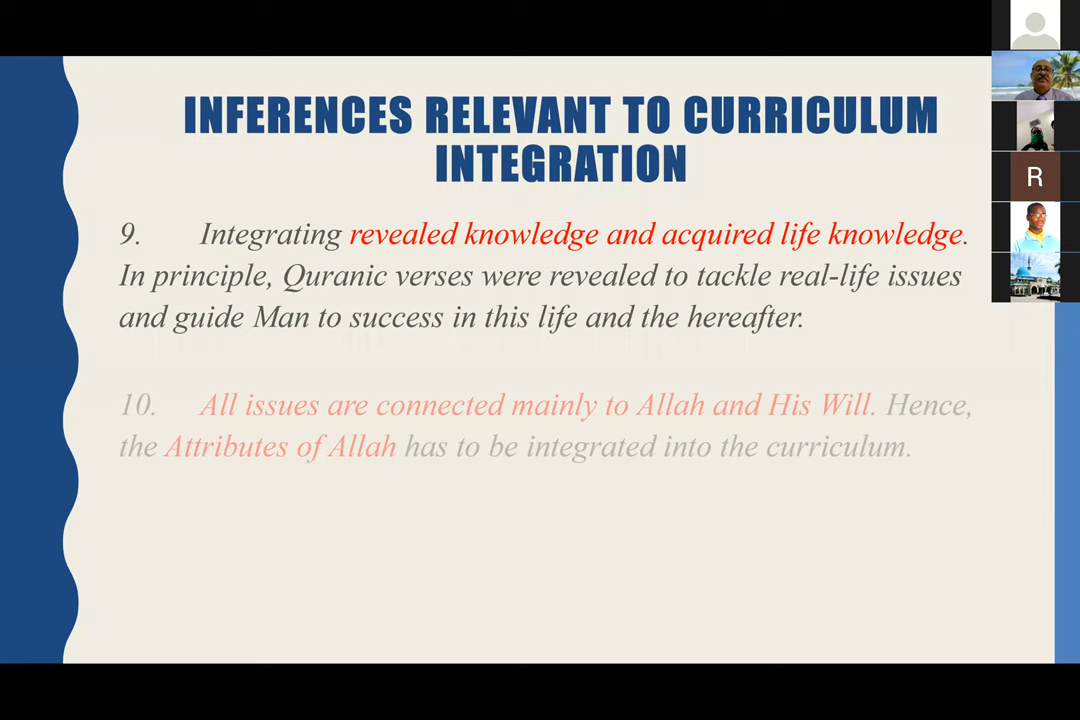 INFERENCES RELEVANT TO CURRICULUM
INTEGRATION
9. Integrating revealed knowledge and acquired life knowledge.
In principle, Quranic verses were revealed to tackle real-life issues
and guide Man to success in this life and the hereafter.
10. All issues are connected mainly to Allah and His Will. Hence,
the Attributes of Allah has to be integrated into the curriculum.
R